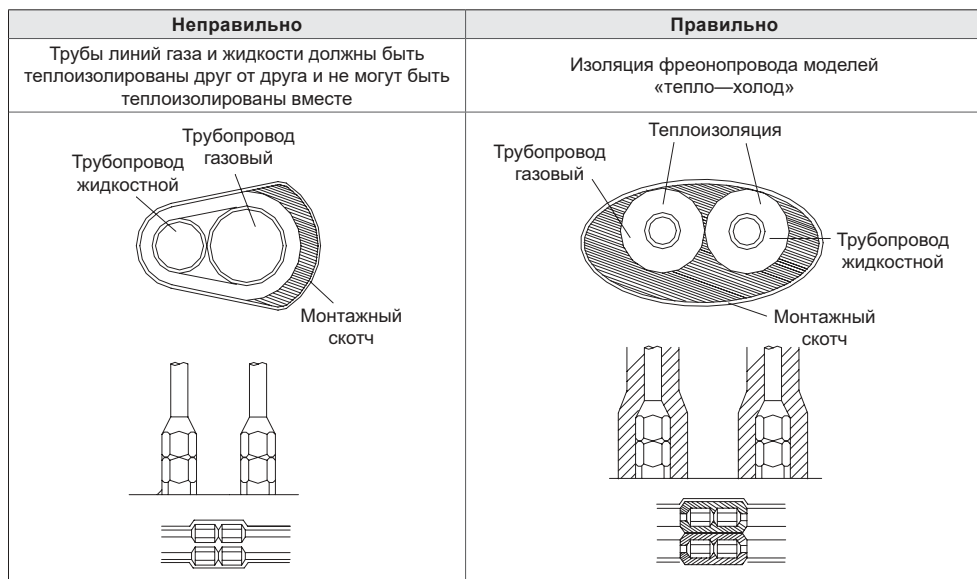 Неправильно
Правильно
Трубы линий газа и жидкости должны быть
теплоизолированы друг от друга и не могут быть
теплоизолированы вместе
Изоляция фреонопровода моделей
«тепло—холод»
Трубопровод
газовый
Трубопровод
жидкостной
Монтажный
скотч
Теплоизоляция
Трубопровод
газовый
Трубопровод
жидкостной
Монтажный
скотч